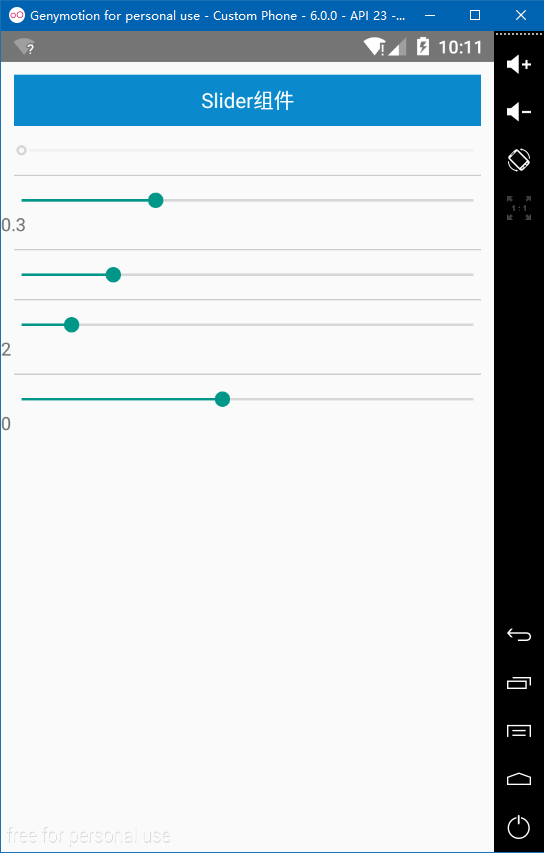 Genymotion for personal use - Custom Phone - 6.0.0 - API 23 -...
10:11
Slider组件
0.3
2
0
1:1
free for personal use